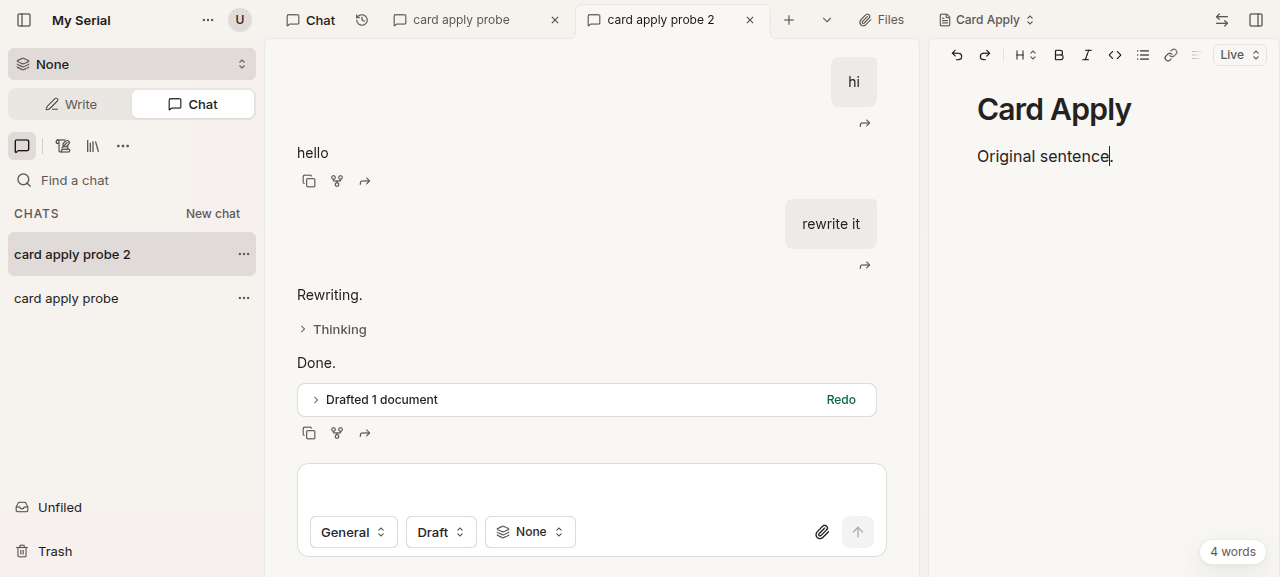 My Serial
U
None
Write
Chat
Find a chat
CHATS
New chat
card apply probe 2
card apply probe
Unfiled
Trash
Chat
card apply probe
card apply probe 2
Files
hi
hello
rewrite it
Rewriting.
Thinking
Done.
Drafted 1 document
Redo
General
Draft
None
Card Apply
H
B
I
Live
Card Apply
Original sentence.
4 words